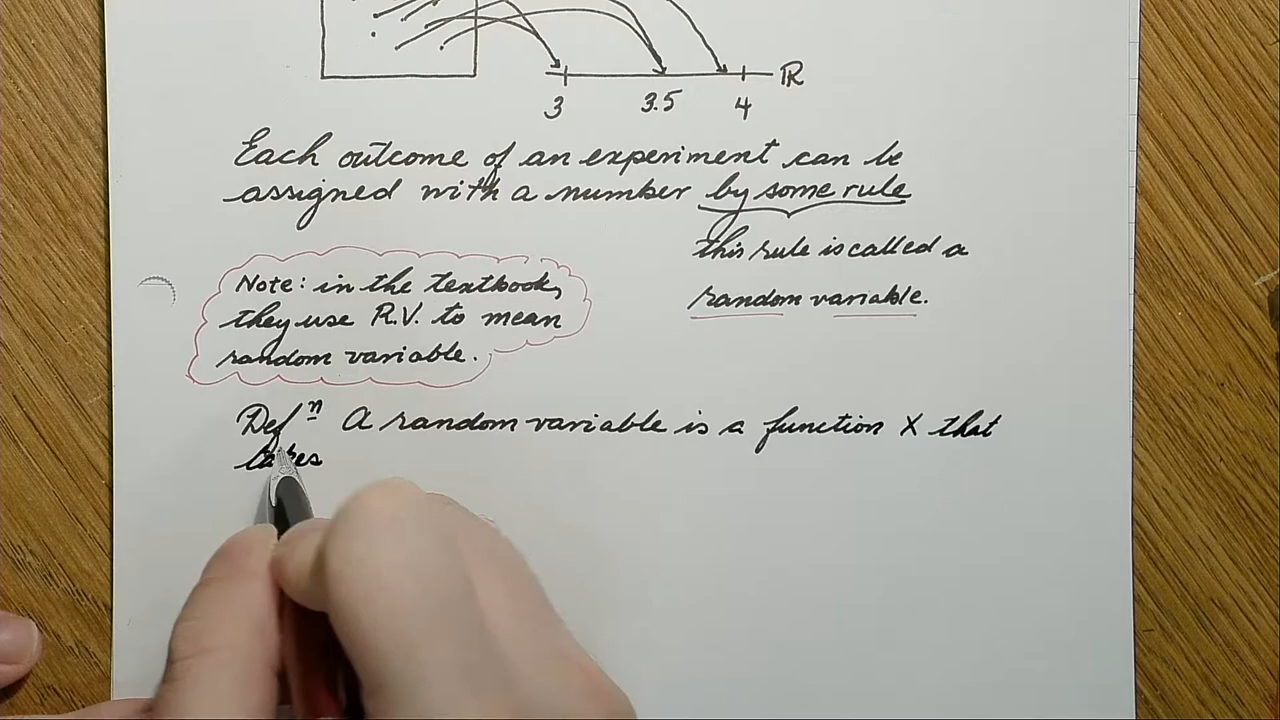 ℝ
3 3.5 4
Each outcome of an experiment can be
assigned with a number by some rule
this rule is called a
random variable.
Note: in the textbook,
they use R.V. to mean
random variable.
Defⁿ A random variable is a function X that
takes